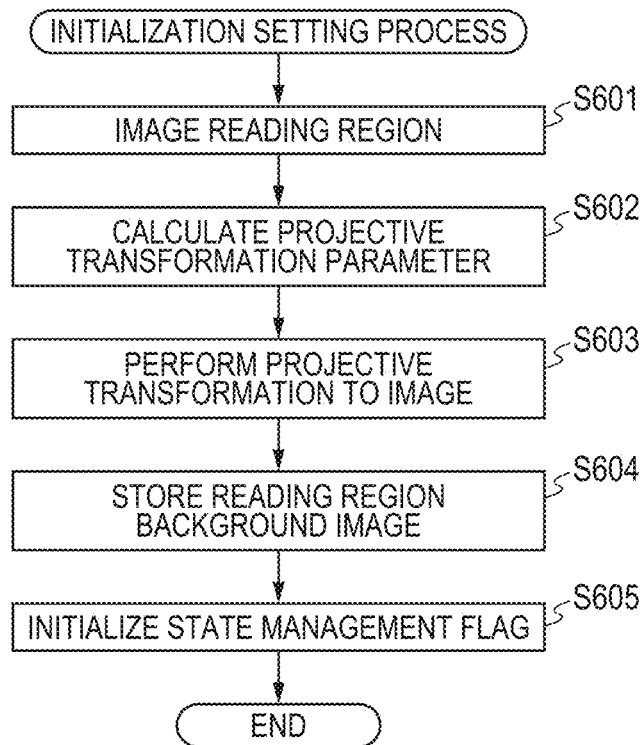 INITIALIZATION SETTING PROCESS
S601
IMAGE READING REGION
S602
CALCULATE PROJECTIVE
TRANSFORMATION PARAMETER
S603
PERFORM PROJECTIVE
TRANSFORMATION TO IMAGE
S604
STORE READING REGION
BACKGROUND IMAGE
S605
INITIALIZE STATE MANAGEMENT FLAG
END